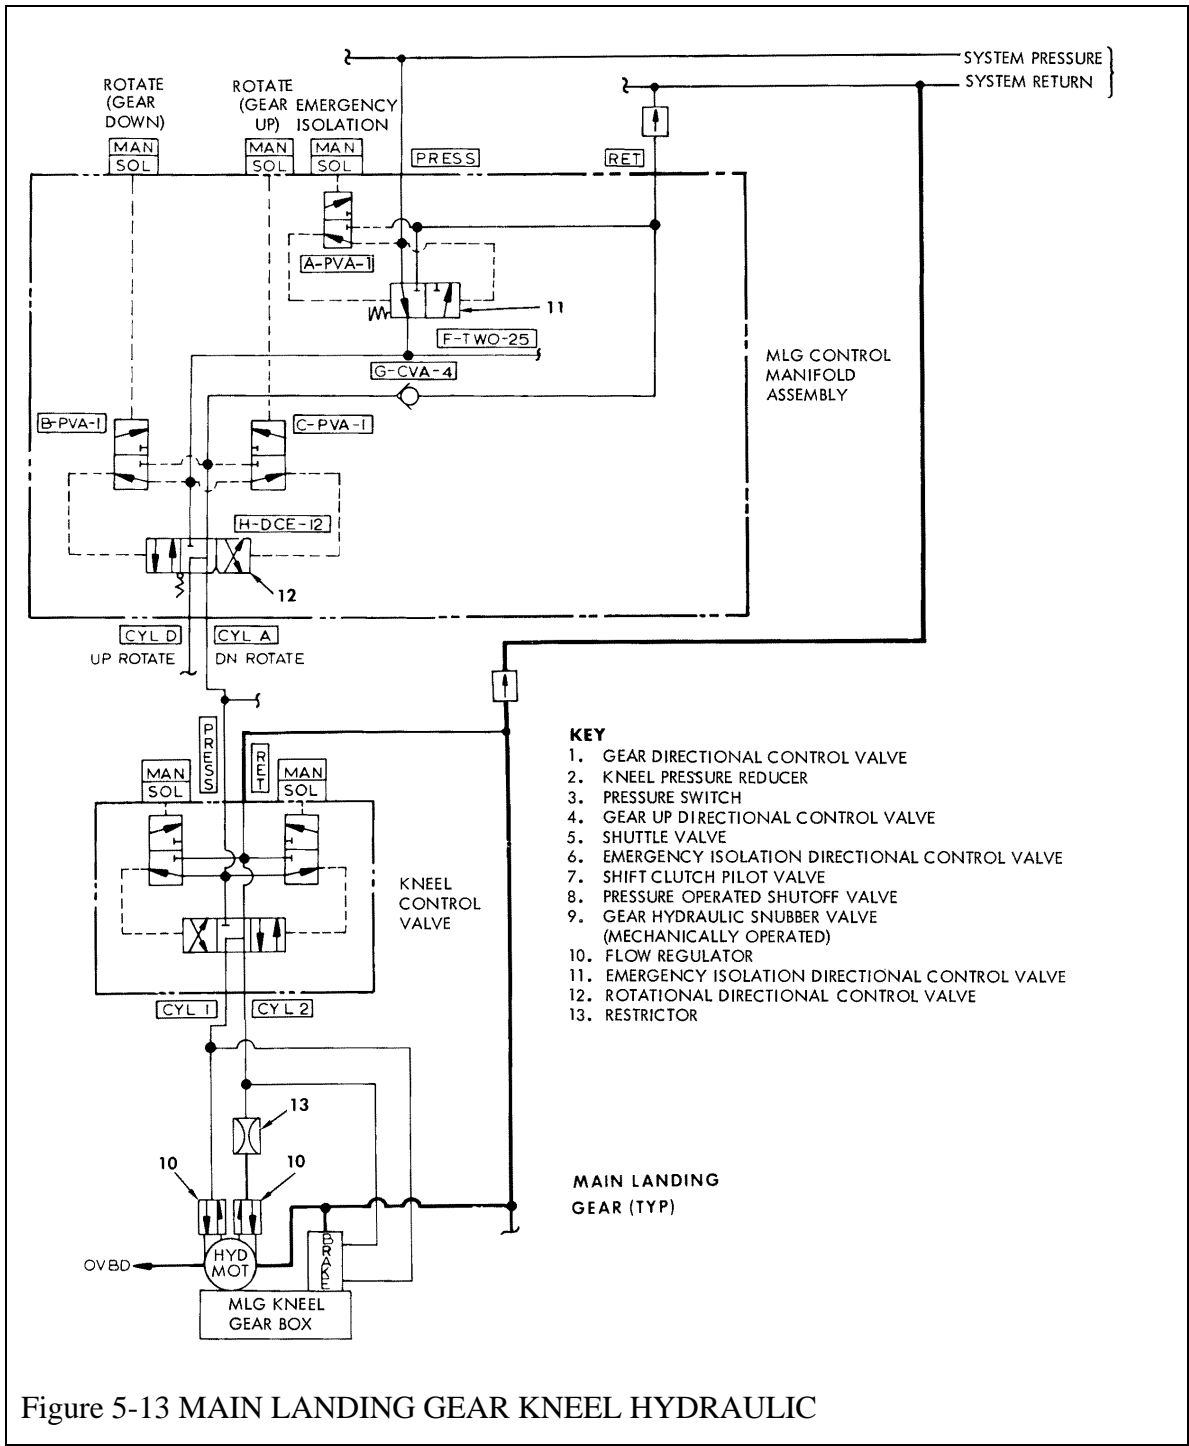 SYSTEM PRESSURE
SYSTEM RETURN
ROTATE
(GEAR
DOWN)
ROTATE
(GEAR
UP)
EMERGENCY
ISOLATION
MAN
SOL
MAN
SOL
MAN
SOL
PRESS
RET
A-PVA-1
11
F-TWO-25
G-CVA-4
MLG CONTROL
MANIFOLD
ASSEMBLY
B-PVA-1
C-PVA-1
H-DCE-12
12
CYL D
CYL A
UP ROTATE
DN ROTATE
PRESS
RET
MAN
SOL
MAN
SOL
KNEEL
CONTROL
VALVE
CYL 1
CYL 2
KEY
1. GEAR DIRECTIONAL CONTROL VALVE
2. KNEEL PRESSURE REDUCER
3. PRESSURE SWITCH
4. GEAR UP DIRECTIONAL CONTROL VALVE
5. SHUTTLE VALVE
6. EMERGENCY ISOLATION DIRECTIONAL CONTROL VALVE
7. SHIFT CLUTCH PILOT VALVE
8. PRESSURE OPERATED SHUTOFF VALVE
9. GEAR HYDRAULIC SNUBBER VALVE
(MECHANICALLY OPERATED)
10. FLOW REGULATOR
11. EMERGENCY ISOLATION DIRECTIONAL CONTROL VALVE
12. ROTATIONAL DIRECTIONAL CONTROL VALVE
13. RESTRICTOR
13
10
10
MAIN LANDING
GEAR (TYP)
OVBD
HYD
MOT
BRAKE
MLG KNEEL
GEAR BOX
Figure 5-13 MAIN LANDING GEAR KNEEL HYDRAULIC